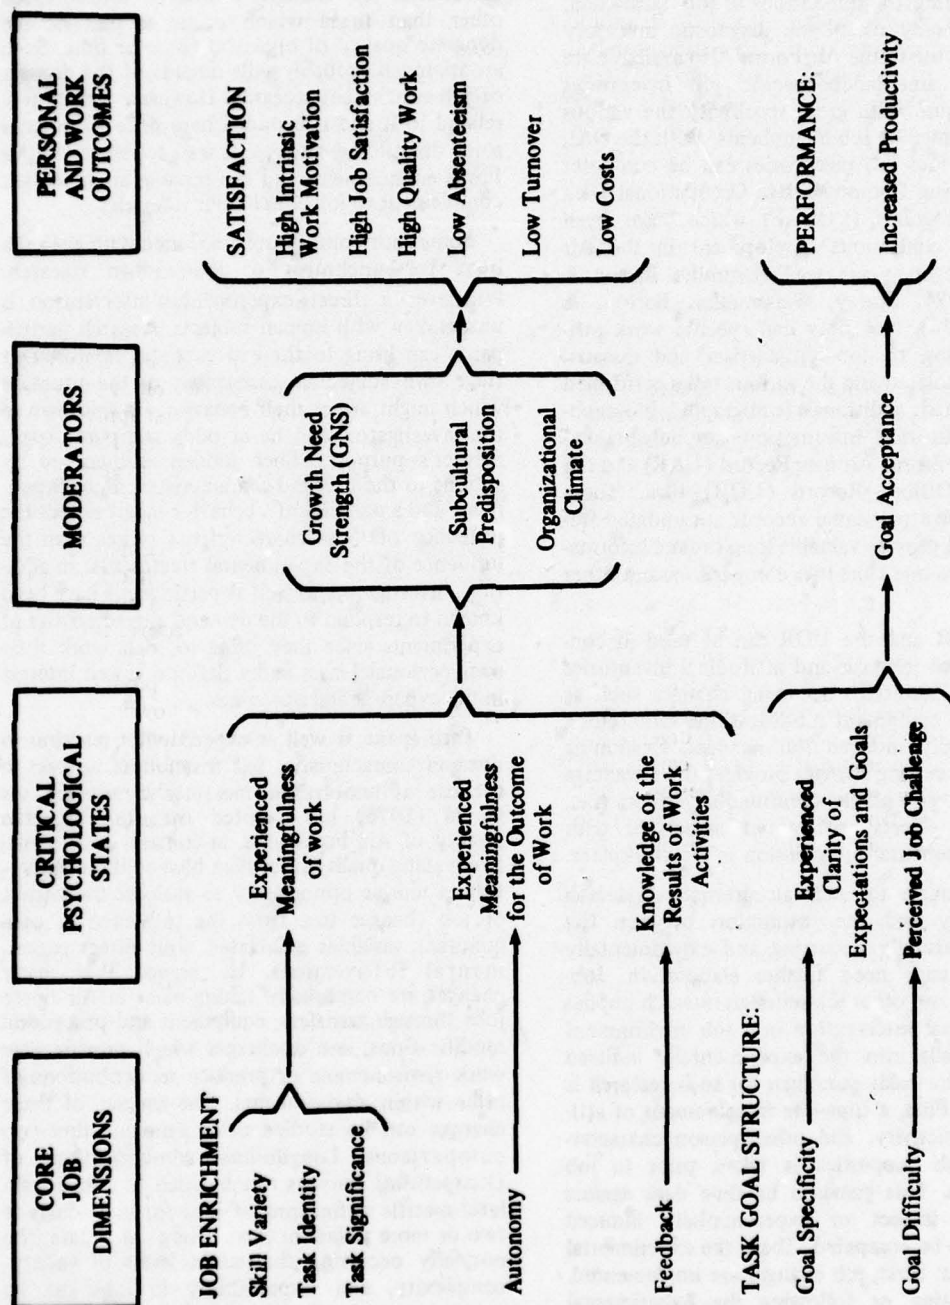 CORE
JOB
DIMENSIONS
CRITICAL
PSYCHOLOGICAL
STATES
MODERATORS
PERSONAL
AND WORK
OUTCOMES
JOB ENRICHMENT
Skill Variety
Task Identity
Task Significance
Autonomy
Feedback
TASK GOAL STRUCTURE:
Goal Specificity
Goal Difficulty
Experienced
Meaningfulness
of work
Experienced
Meaningness
for the Outcome
of Work
Knowledge of the
Results of Work
Activities
Experienced
Clarity of
Expectations and Goals
Perceived Job Challenge
Growth Need
Strength (GNS)
Subcultural
Predisposition
Organizational
Climate
Goal Acceptance
SATISFACTION
High Intrinsic
Work Motivation
High Job Satisfaction
High Quality Work
Low Absenteeism
Low Turnover
Low Costs
PERFORMANCE:
Increased Productivity